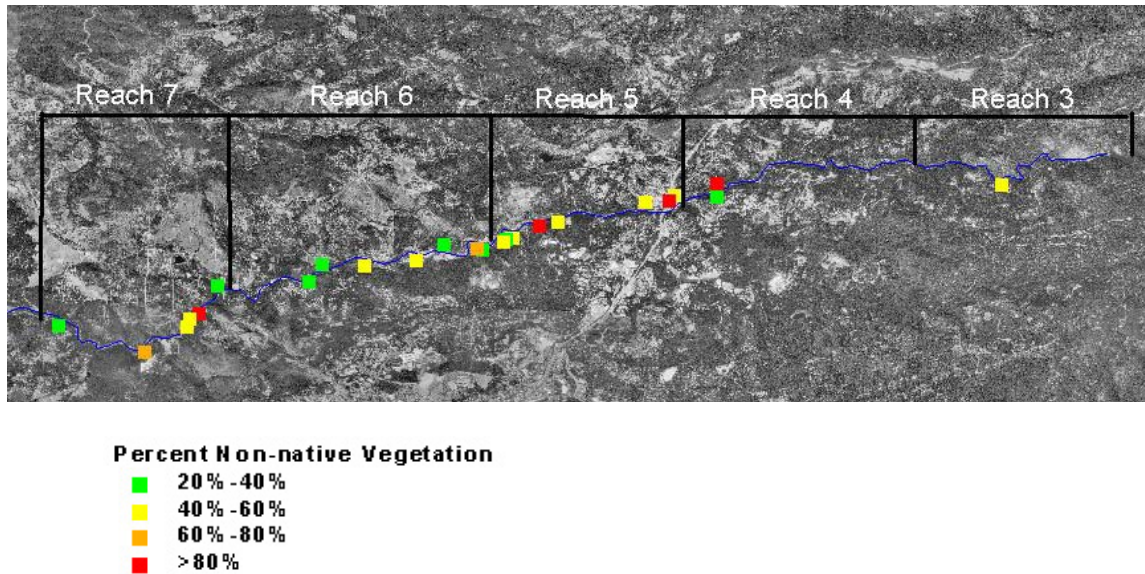 Reach 7 Reach 6 Reach 5 Reach 4 Reach 3
Percent Non-native Vegetation
20%-40%
40%-60%
60%-80%
>80%